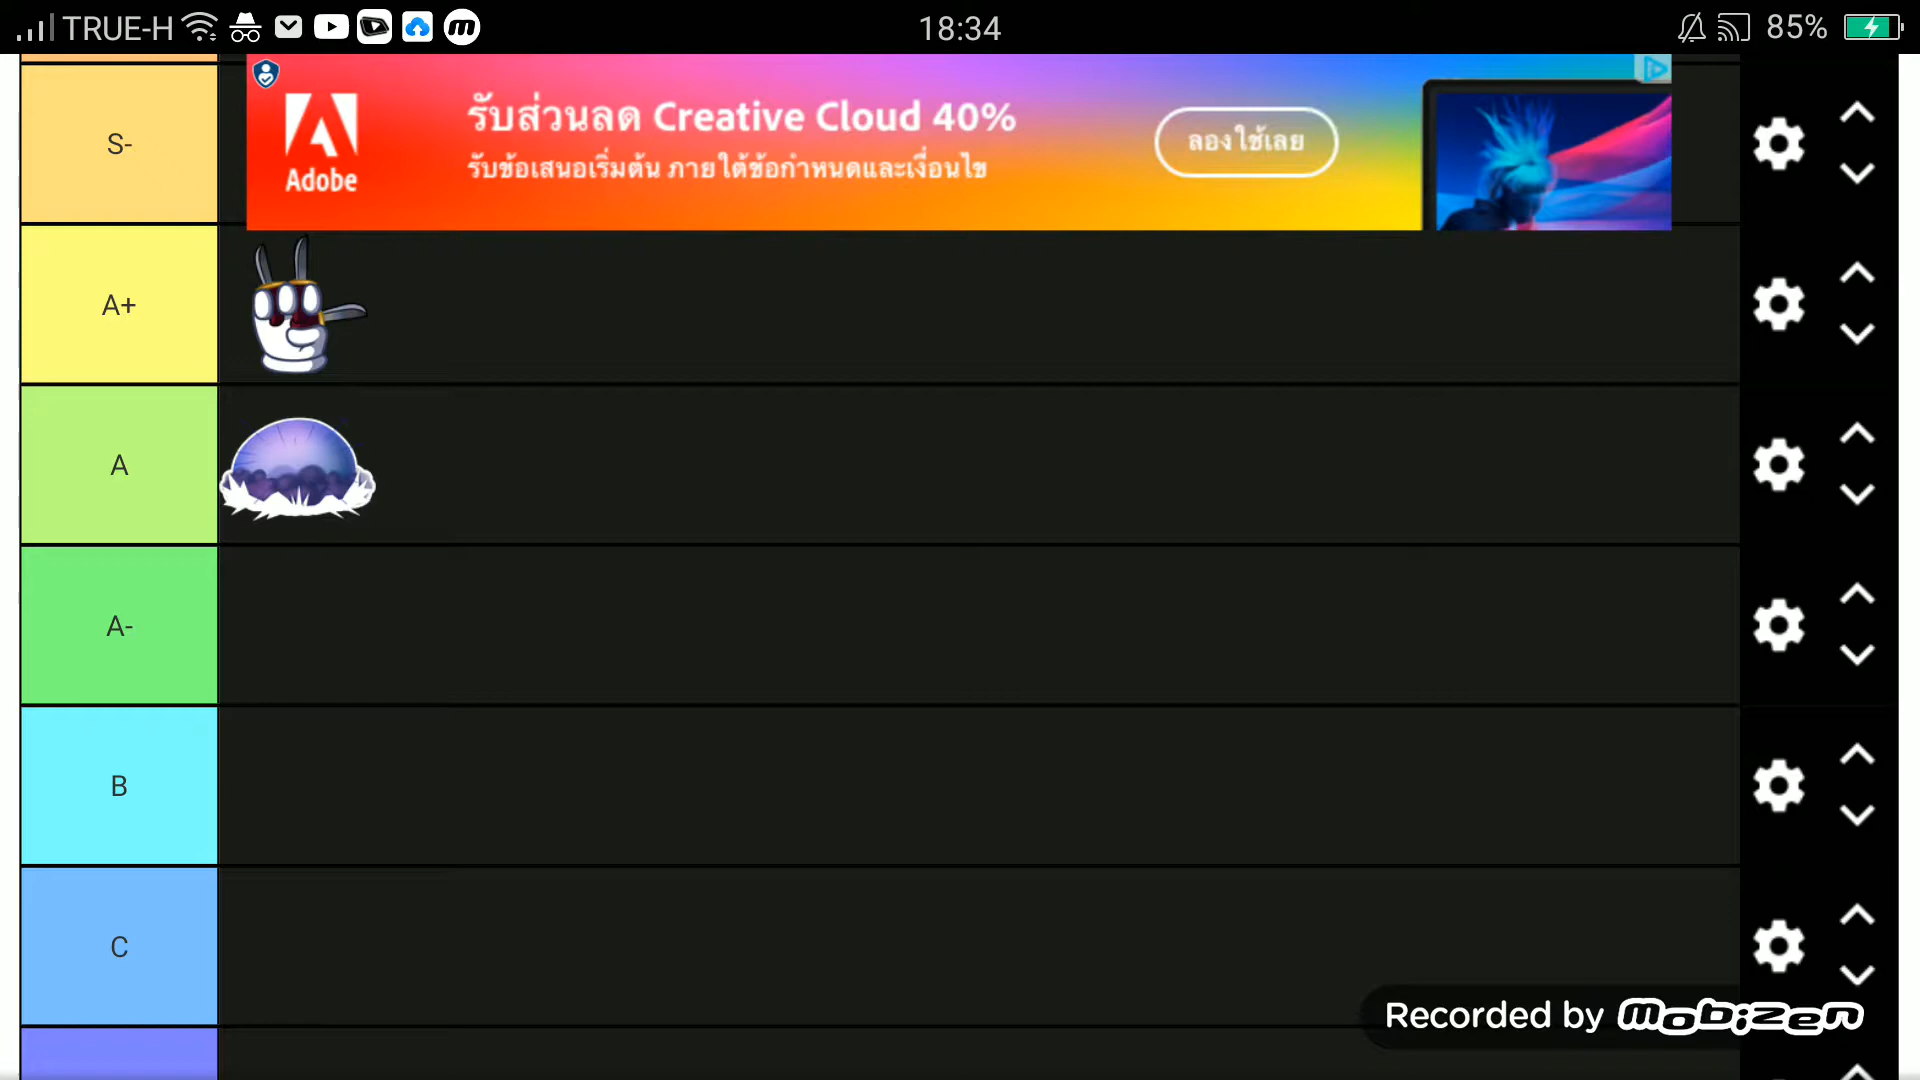 TRUE-H
18:34
85%
S-
Adobe
รับส่วนลด Creative Cloud 40%
รับข้อเสนอเริ่มต้น ภายใต้ข้อกำหนดและเงื่อนไข
ลองใช้เลย
A+
A
A-
B
C
Recorded by mobizen